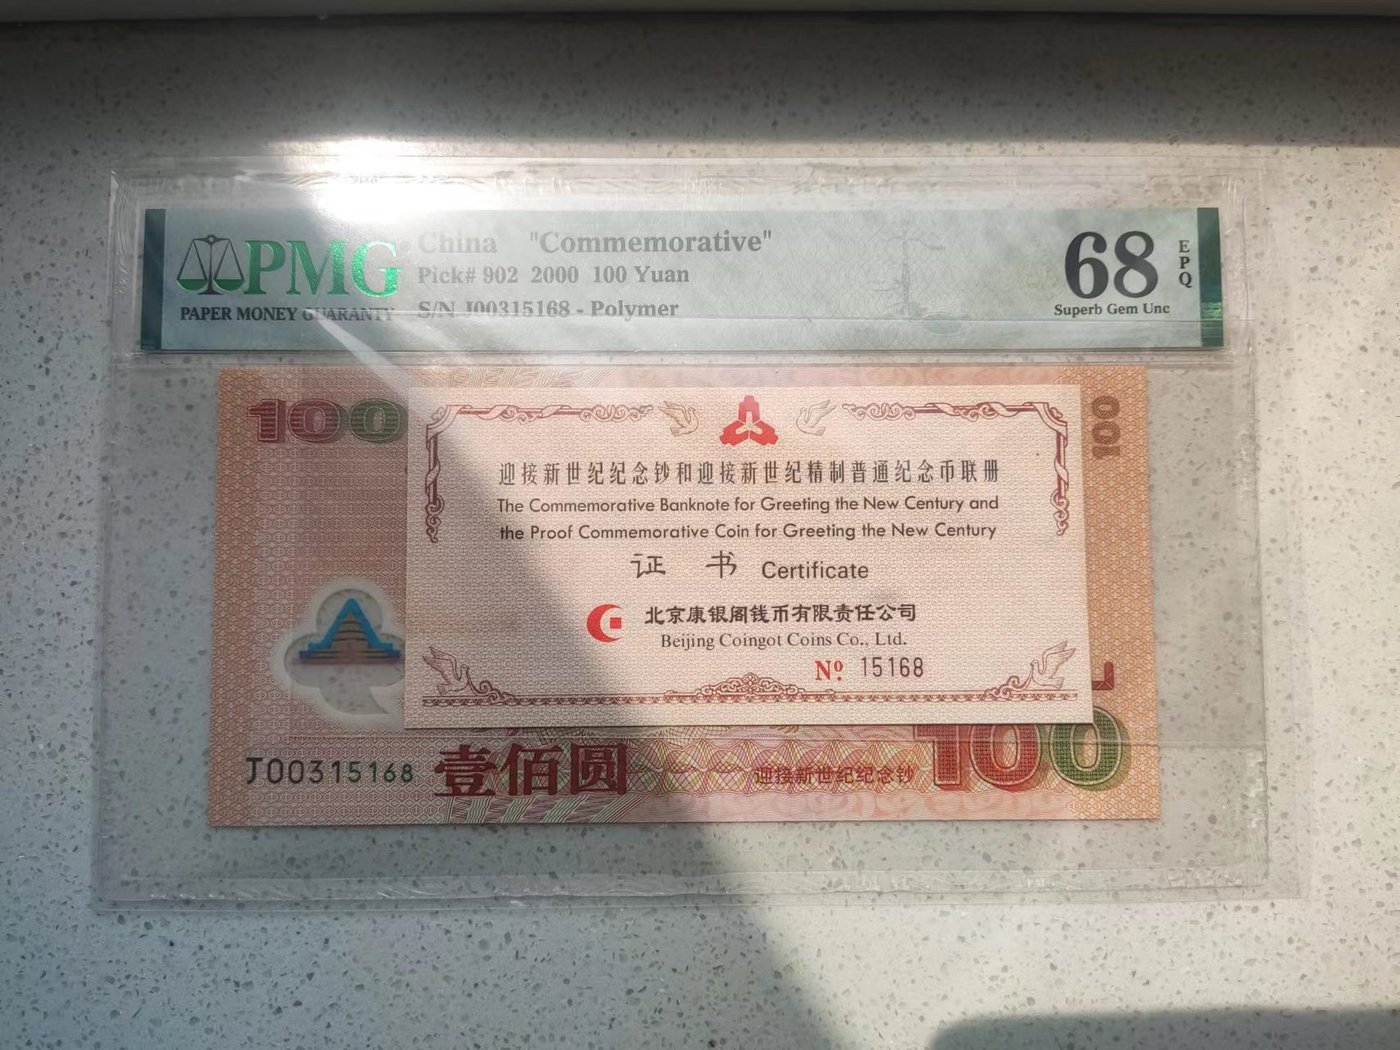 PMG®
PAPER MONEY GUARANTY
China "Commemorative"
Pick# 902 2000 100 Yuan
S/N J00315168 - Polymer
68
EPQ
Superb Gem Unc
100
100
迎接新世纪纪念钞和迎接新世纪精制普通纪念币联册
The Commemorative Banknote for Greeting the New Century and
the Proof Commemorative Coin for Greeting the New Century
证 书 Certificate
北京康银阁钱币有限责任公司
Beijing Coingot Coins Co., Ltd.
Nº 15168
J00315168
壹佰圆
迎接新世纪纪念钞
100